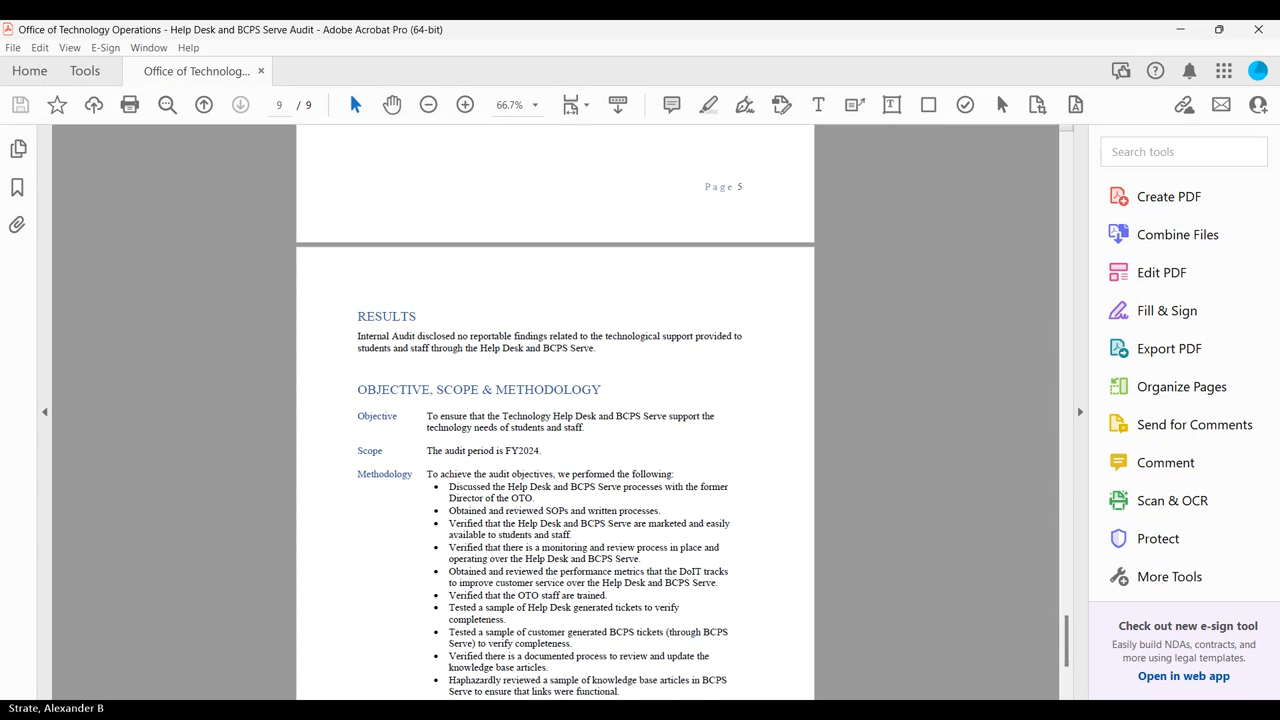 Office of Technology Operations - Help Desk and BCPS Serve Audit - Adobe Acrobat Pro (64-bit)
File Edit View E-Sign Window Help
Home Tools Office of Technolog... ×
9 / 9 66.7%
Page 5
RESULTS
Internal Audit disclosed no reportable findings related to the technological support provided to
students and staff through the Help Desk and BCPS Serve.
OBJECTIVE, SCOPE & METHODOLOGY
Objective To ensure that the Technology Help Desk and BCPS Serve support the
technology needs of students and staff.
Scope The audit period is FY2024.
Methodology To achieve the audit objectives, we performed the following:
• Discussed the Help Desk and BCPS Serve processes with the former
Director of the OTO.
• Obtained and reviewed SOPs and written processes.
• Verified that the Help Desk and BCPS Serve are marketed and easily
available to students and staff.
• Verified that there is a monitoring and review process in place and
operating over the Help Desk and BCPS Serve.
• Obtained and reviewed the performance metrics that the DoIT tracks
to improve customer service over the Help Desk and BCPS Serve.
• Verified that the OTO staff are trained.
• Tested a sample of Help Desk generated tickets to verify
completeness.
• Tested a sample of customer generated BCPS tickets (through BCPS
Serve) to verify completeness.
• Verified there is a documented process to review and update the
knowledge base articles.
• Haphazardly reviewed a sample of knowledge base articles in BCPS
Serve to ensure that links were functional.
Search tools
Create PDF
Combine Files
Edit PDF
Fill & Sign
Export PDF
Organize Pages
Send for Comments
Comment
Scan & OCR
Protect
More Tools
Check out new e-sign tool
Easily build NDAs, contracts, and
more using legal templates.
Open in web app
Strate, Alexander B